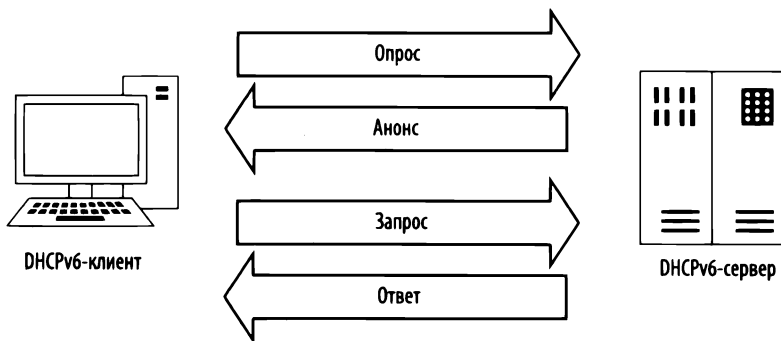 Опрос
Анонс
Запрос
Ответ
DHCPv6-клиент
DHCPv6-сервер